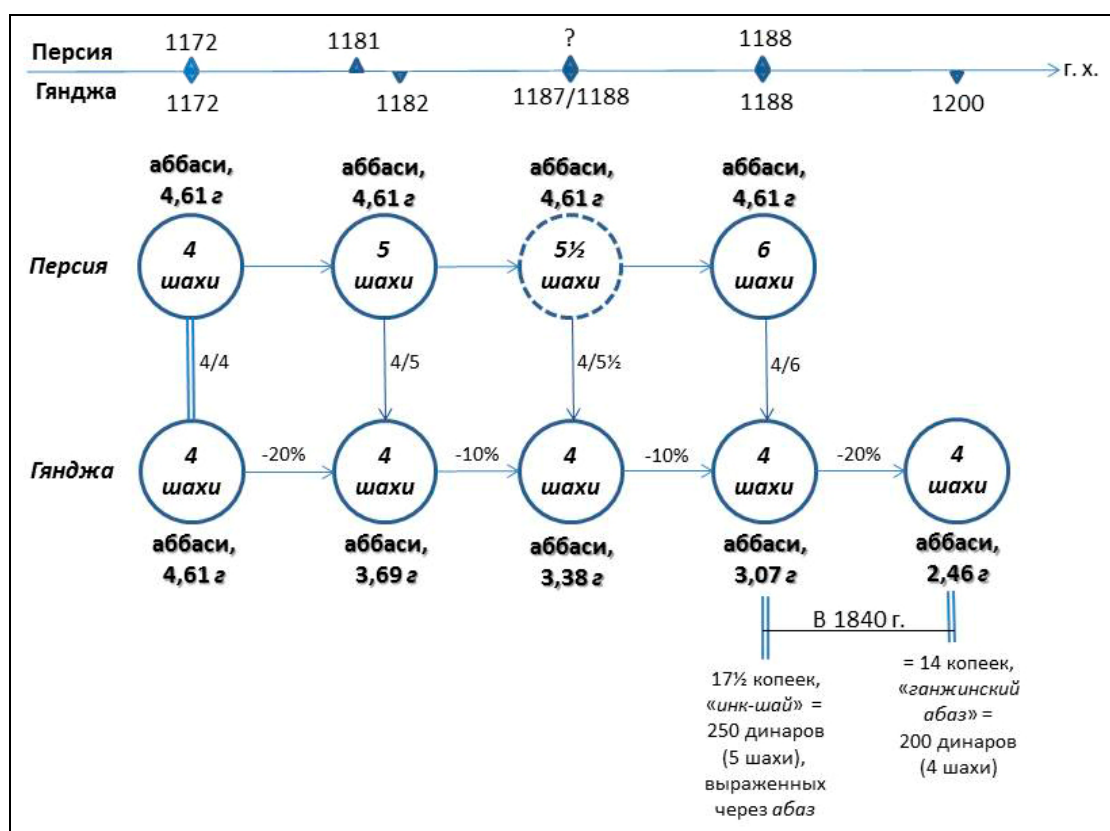 1172 1181 ? 1188
Персия
г. х.
Гянджа
1172 1182 1187/1188 1188 1200
аббаси, аббаси, аббаси, аббаси,
4,61 г 4,61 г 4,61 г 4,61 г
Персия
4 5 5½ 6
шахи шахи шахи шахи
4/4 4/5 4/5½ 4/6
Гянджа
4 -20% 4 -10% 4 -10% 4 -20% 4
шахи шахи шахи шахи шахи
аббаси, аббаси, аббаси, аббаси, аббаси,
4,61 г 3,69 г 3,38 г 3,07 г 2,46 г
В 1840 г.
17½ копеек,
«инк-шай» =
250 динаров
(5 шахи),
выраженных
через абаз
= 14 копеек,
«ганжинский
абаз» =
200 динаров
(4 шахи)